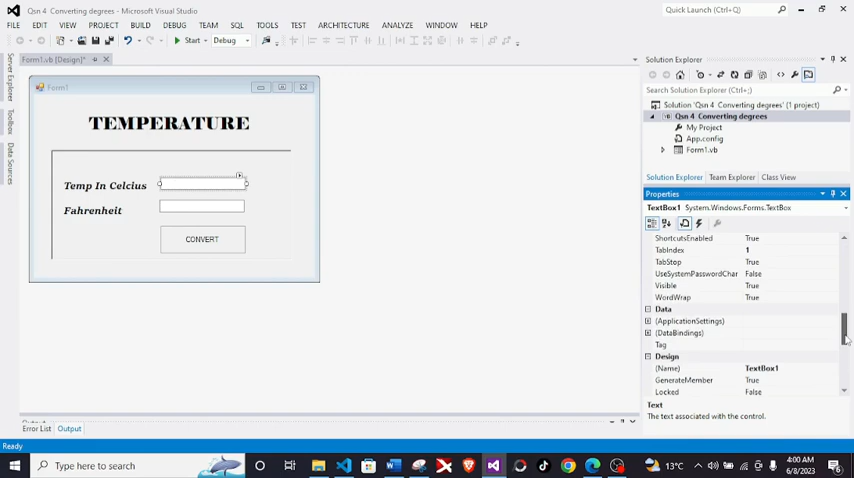 Qsn 4 Converting degrees - Microsoft Visual Studio
Quick Launch (Ctrl+Q)
FILE EDIT VIEW PROJECT BUILD DEBUG TEAM SQL TOOLS TEST ARCHITECTURE ANALYZE WINDOW HELP
Start Debug
Server Explorer
Toolbox
Data Sources
Form1.vb [Design]*
Form1
TEMPERATURE
Temp In Celcius
Fahrenheit
CONVERT
Solution Explorer
Search Solution Explorer (Ctrl+;)
Solution 'Qsn 4 Converting degrees' (1 project)
Qsn 4 Converting degrees
My Project
App.config
Form1.vb
Solution Explorer Team Explorer Class View
Properties
TextBox1 System.Windows.Forms.TextBox
ShortcutsEnabled True
TabIndex 1
TabStop True
UseSystemPasswordChar False
Visible True
WordWrap True
Data
(ApplicationSettings)
(DataBindings)
Tag
Design
(Name) TextBox1
GenerateMember True
Locked False
Text
The text associated with the control.
Output
Error List Output
Ready
Type here to search
13°C
4:00 AM
6/8/2023
6